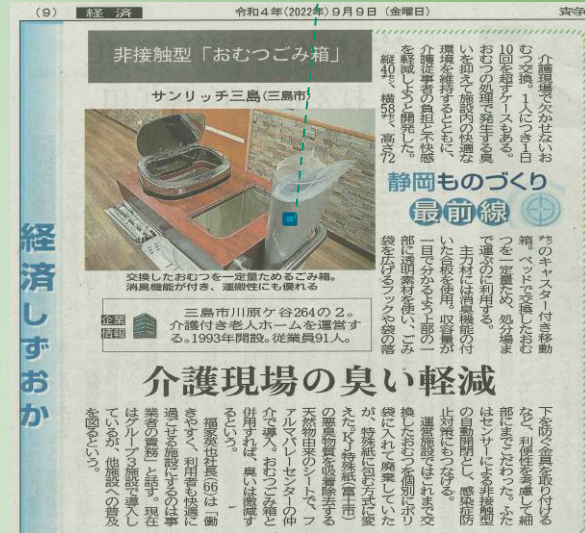 (9)
経済
令和4年(2022年)9月9日(金曜日)
非接触型「おむつごみ箱」
サンリッチ三島(三島市)
介護現場で欠かせないお
むつ交換。1人につき1日
10回を超すケースもある。
おむつの処理で発生する臭
いを抑えて施設内の快適な
環境を維持するとともに、
介護従事者の負担と不快感
を軽減しようと開発した。
縦40㌢、横58㌢、高さ72
静岡ものづくり
最前線
㌢のキャスター付き移動
箱。ベッドで交換したおむ
つを一定量ため、処分場ま
で運ぶのに利用する。
主力材には消臭機能の付
いた合板を使用。収容量が
一目で分かるよう上部の一
部に透明素材を使い、ごみ
袋を広げるフックや袋の落
交換したおむつを一定量ためるごみ箱。
消臭機能が付き、運搬性にも優れる
企業
情報
三島市川原ケ谷264の2。
介護付き老人ホームを運営す
る。1993年開設。従業員91人。
経済しずおか
介護現場の臭い軽減
下を防ぐ金具を取り付ける
など、利便性を考慮して細
部にまでこだわった。ふた
はセンサーによる非接触型
の自動開閉とし、感染症防
止対策にもつなげる。
運営施設ではこれまで交
換したおむつを個別にポリ
袋に入れて廃棄していた
が、特殊紙に包む方式に変
えた。KJ特殊紙(富士市)
の悪臭物質を吸着除去する
天然物由来のシートで、フ
ァルマバレーセンターの仲
介で導入。おむつごみ箱と
併用すれば、臭いは激減す
るという。
福家英也社長(66)は「働
きやすく、利用者も快適に
過ごせる施設にするのは事
業者の責務」と話す。現在
はグループ3施設で導入し
ているが、他施設への普及
を図るという。